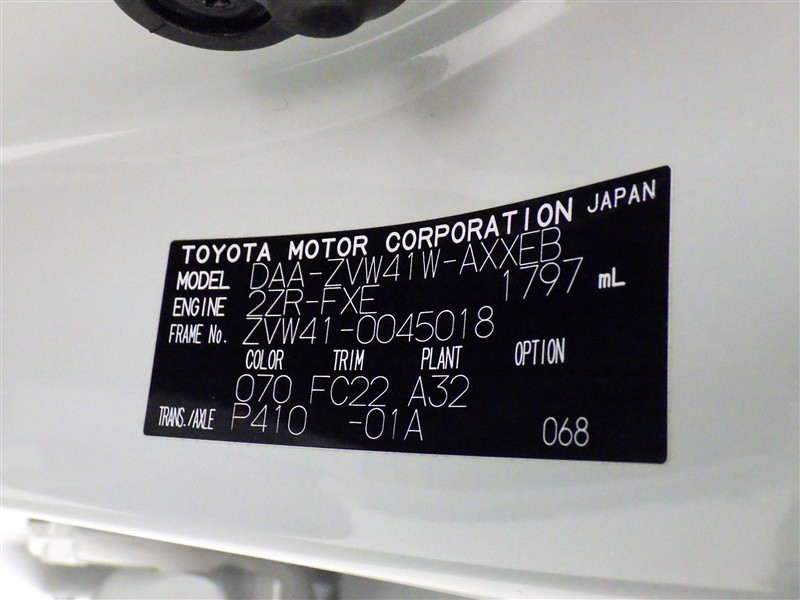 TOYOTA MOTOR CORPORATION JAPAN
MODEL DAA-ZVW41W-AXXEB
ENGINE 2ZR-FXE 1797 mL
FRAME No. ZVW41-0045018
COLOR TRIM PLANT OPTION
070 FC22 A32
TRANS./AXLE P410 -01A 068